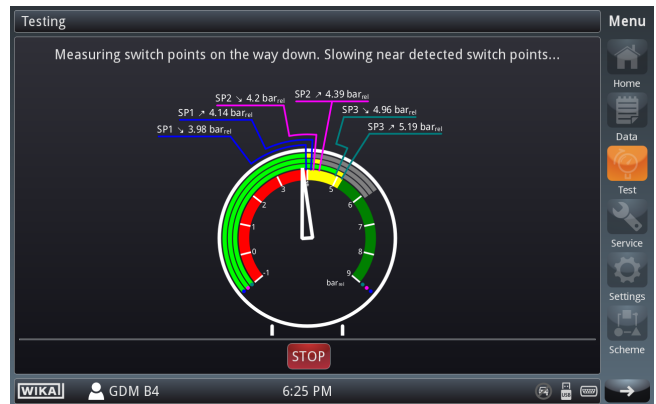 Testing
Menu
Measuring switch points on the way down. Slowing near detected switch points...
SP2 ↘ 4.2 barrel
SP2 ↗ 4.39 barrel
SP1 ↗ 4.14 barrel
SP3 ↘ 4.96 barrel
SP1 ↘ 3.98 barrel
SP3 ↗ 5.19 barrel
Home
Data
Test
Service
Settings
Scheme
-1
0
1
2
3
4
5
6
7
8
9
barrel
STOP
WIKAI
GDM B4
6:25 PM
USB